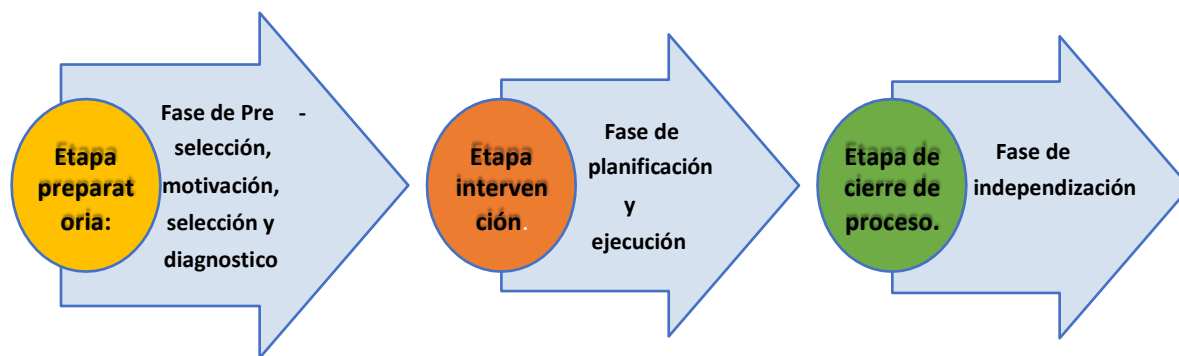 Etapa
preparat
oria:
Fase de Pre -
selección,
motivación,
selección y
diagnostico
Etapa
interven
ción.
Fase de
planificación
y
ejecución
Etapa de
cierre de
proceso.
Fase de
independización